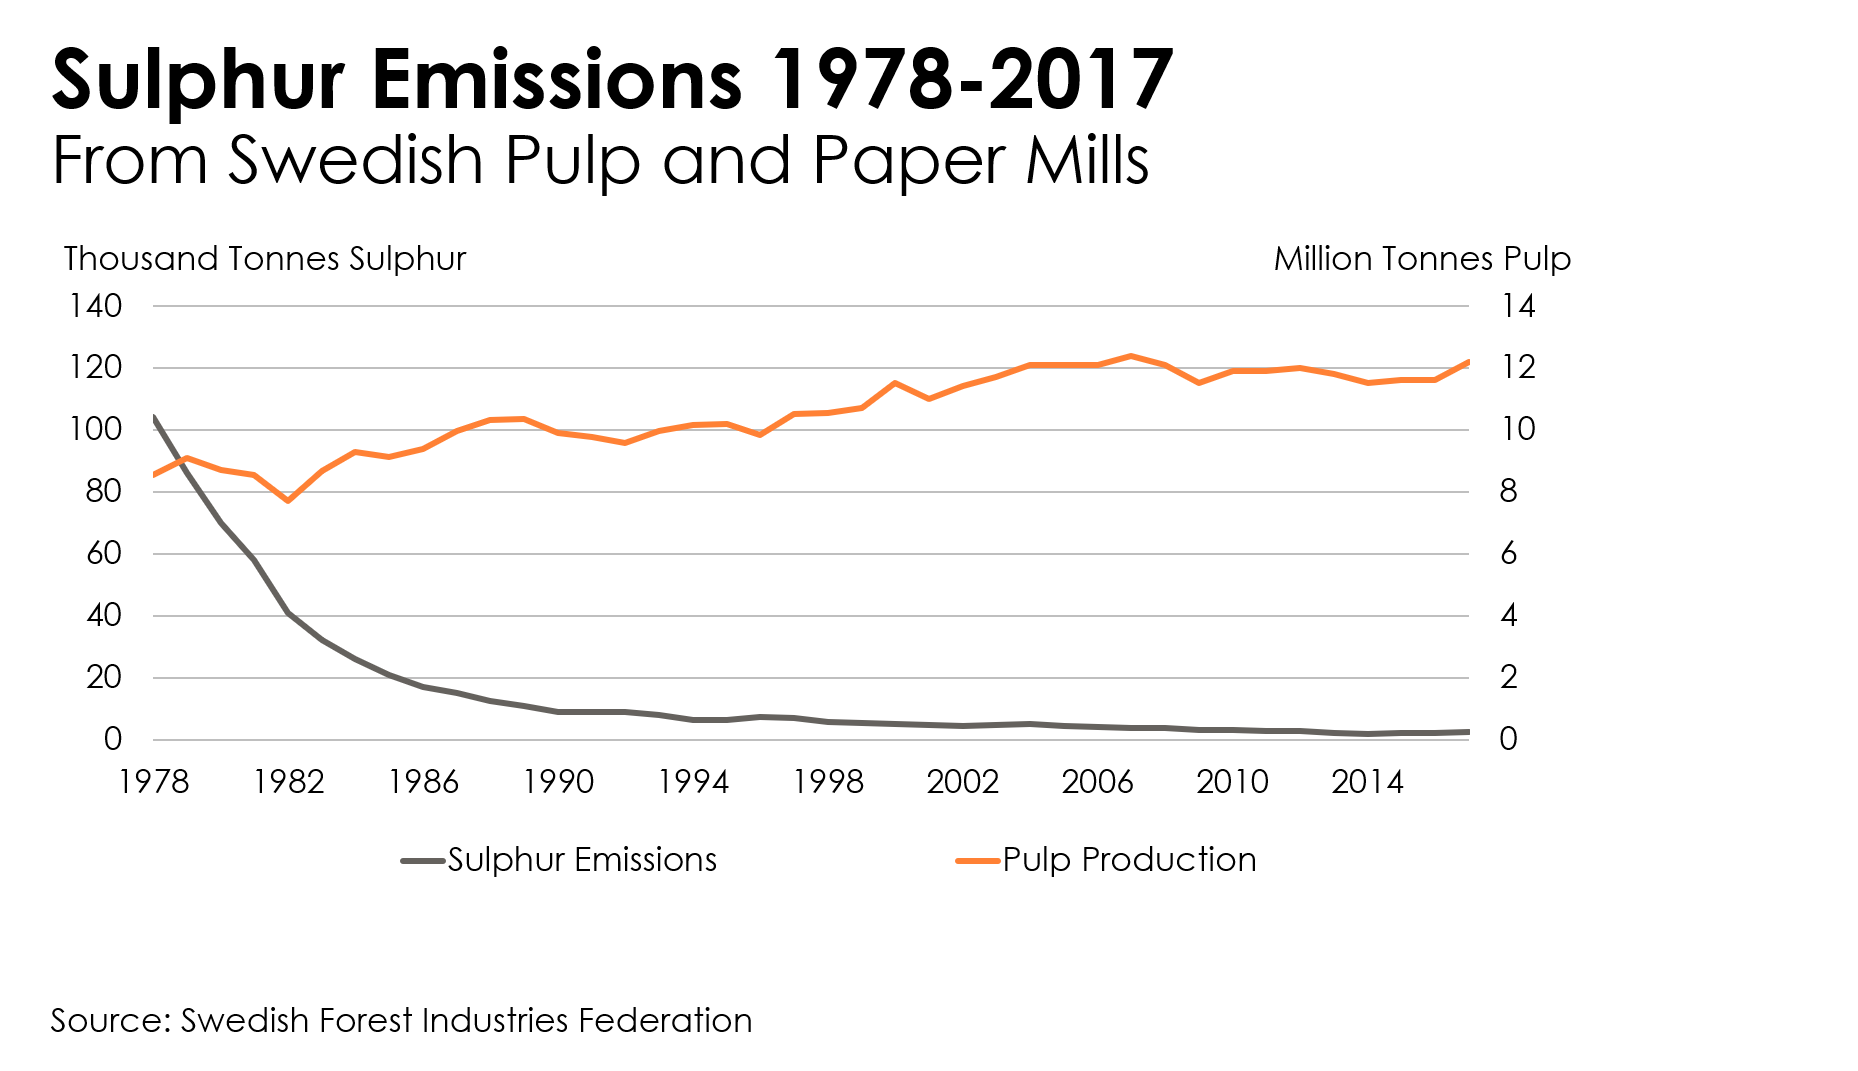 Sulphur Emissions 1978-2017
From Swedish Pulp and Paper Mills
Thousand Tonnes Sulphur
Million Tonnes Pulp
140
14
120
12
100
10
80
8
60
6
40
4
20
2
0
0
1978 1982 1986 1990 1994 1998 2002 2006 2010 2014
Sulphur Emissions
Pulp Production
Source: Swedish Forest Industries Federation